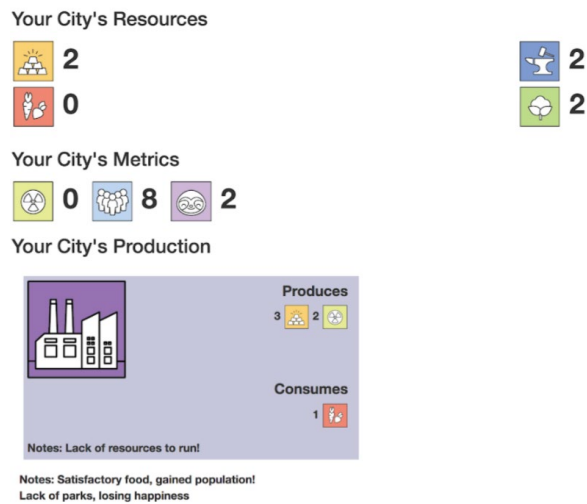 Your City's Resources
2 2
0 2
Your City's Metrics
0 8 2
Your City's Production
Produces
3 2
Consumes
1
Notes: Lack of resources to run!
Notes: Satisfactory food, gained population!
Lack of parks, losing happiness